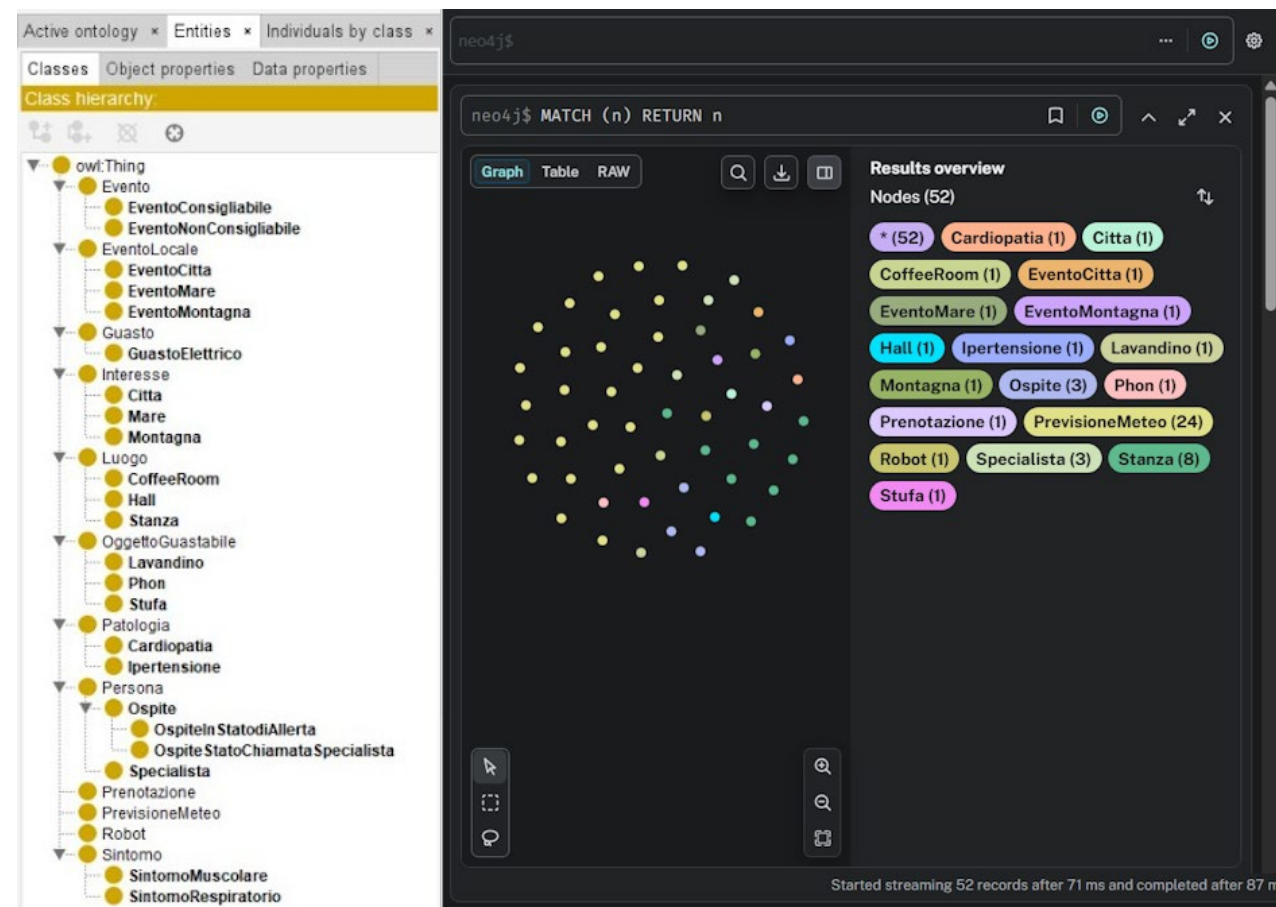 Active ontology × Entities × Individuals by class ×
Classes Object properties Data properties
Class hierarchy:
owl:Thing
Evento
EventoConsigliabile
EventoNonConsigliabile
EventoLocale
EventoCitta
EventoMare
EventoMontagna
Guasto
GuastoElettrico
Interesse
Citta
Mare
Montagna
Luogo
CoffeeRoom
Hall
Stanza
OggettoGuastabile
Lavandino
Phon
Stufa
Patologia
Cardiopatia
Ipertensione
Persona
Ospite
OspiteInStatodiAllerta
OspiteStatoChiamataSpecialista
Specialista
Prenotazione
PrevisioneMeteo
Robot
Sintomo
SintomoMuscolare
SintomoRespiratorio
neo4j$
neo4j$ MATCH (n) RETURN n
Graph Table RAW
Results overview
Nodes (52)
* (52) Cardiopatia (1) Citta (1)
CoffeeRoom (1) EventoCitta (1)
EventoMare (1) EventoMontagna (1)
Hall (1) Ipertensione (1) Lavandino (1)
Montagna (1) Ospite (3) Phon (1)
Prenotazione (1) PrevisioneMeteo (24)
Robot (1) Specialista (3) Stanza (8)
Stufa (1)
Started streaming 52 records after 71 ms and completed after 87 m